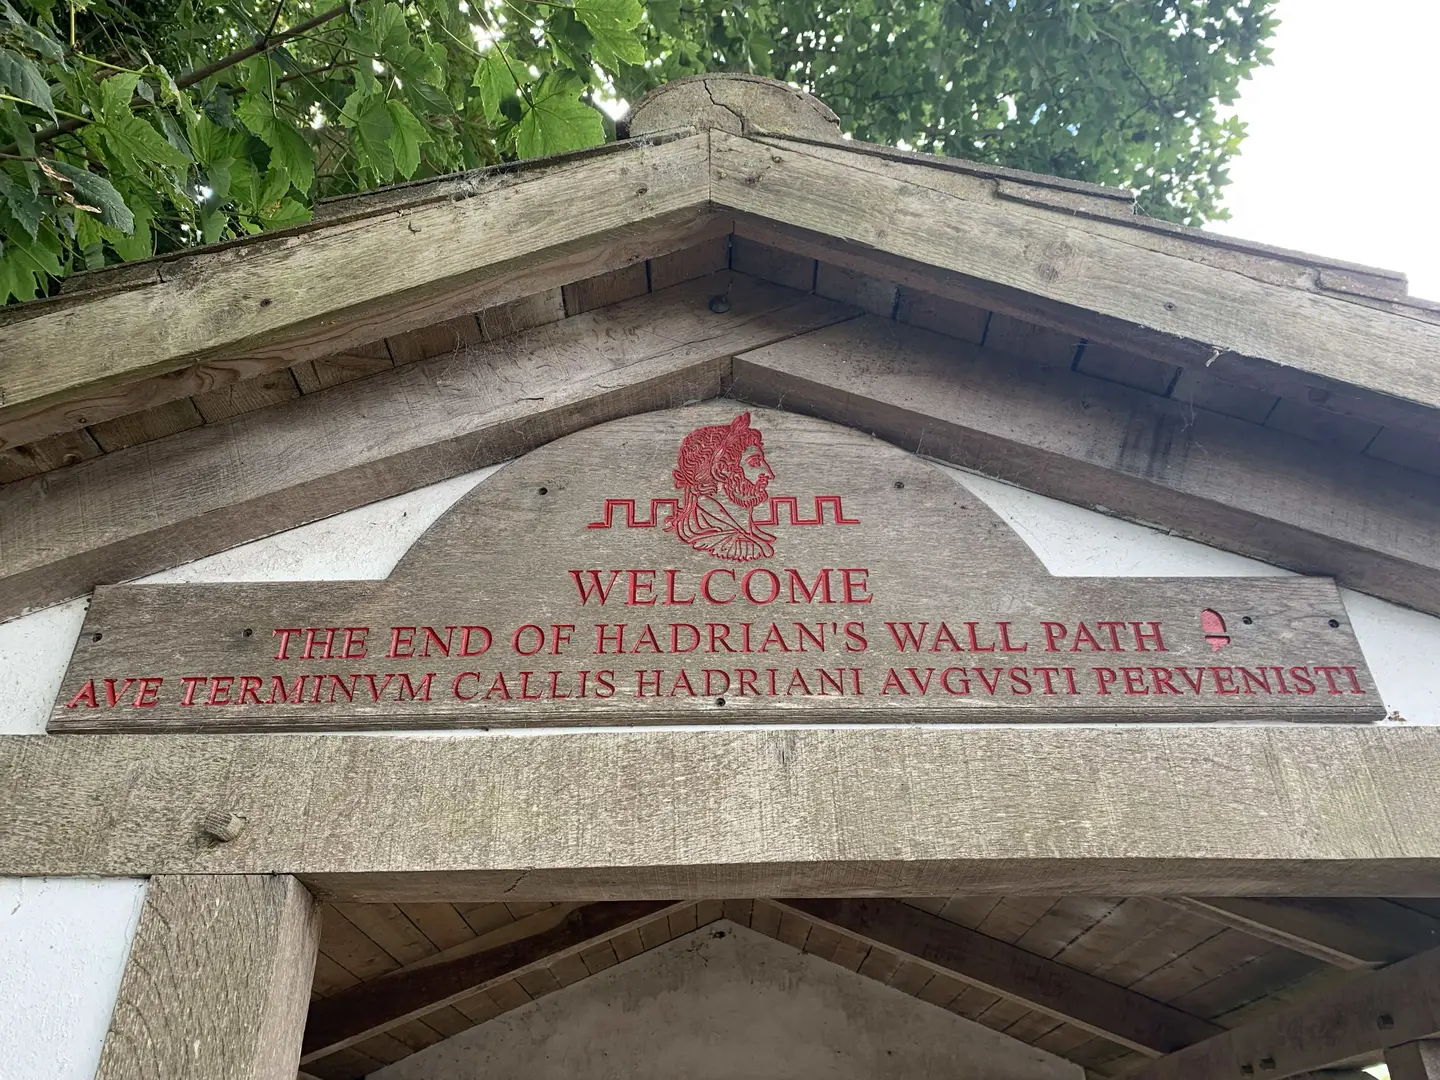 WELCOME
THE END OF HADRIAN'S WALL PATH
AVE TERMINVM CALLIS HADRIANI AVGVSTI PERVENISTI